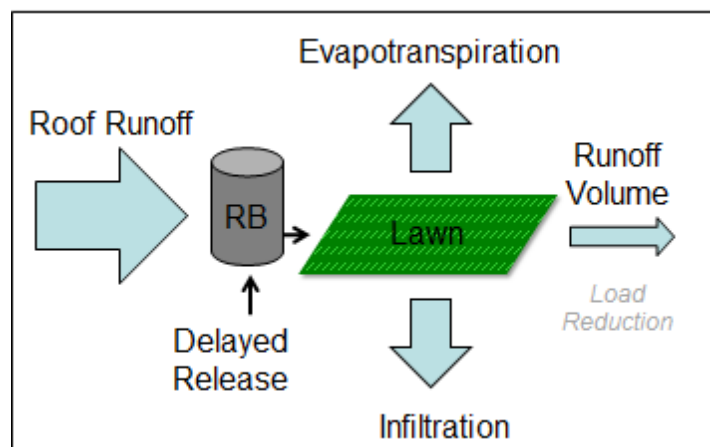 Evapotranspiration
Roof Runoff
Runoff
Volume
RB
Lawn
Load
Reduction
Delayed
Release
Infiltration